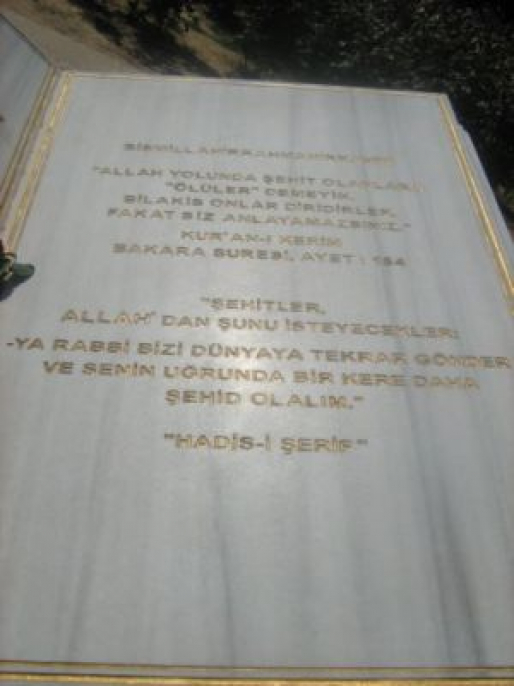 BİSMİLLAHİRRAHMANİRRAHİM
"ALLAH YOLUNDA ŞEHİT OLANLARA
"ÖLÜLER" DEMEYİN.
BİLAKİS ONLAR DİRİDİRLER.
FAKAT SİZ ANLAYAMAZSINIZ."
KUR'AN-I KERİM
BAKARA SURESİ, AYET: 154
"ŞEHİTLER,
ALLAH'DAN ŞUNU İSTEYECEKLER:
-YA RABBİ BİZİ DÜNYAYA TEKRAR GÖNDER
VE SENİN UĞRUNDA BİR KERE DAHA
ŞEHİD OLALIM."
"HADİS-İ ŞERİF"